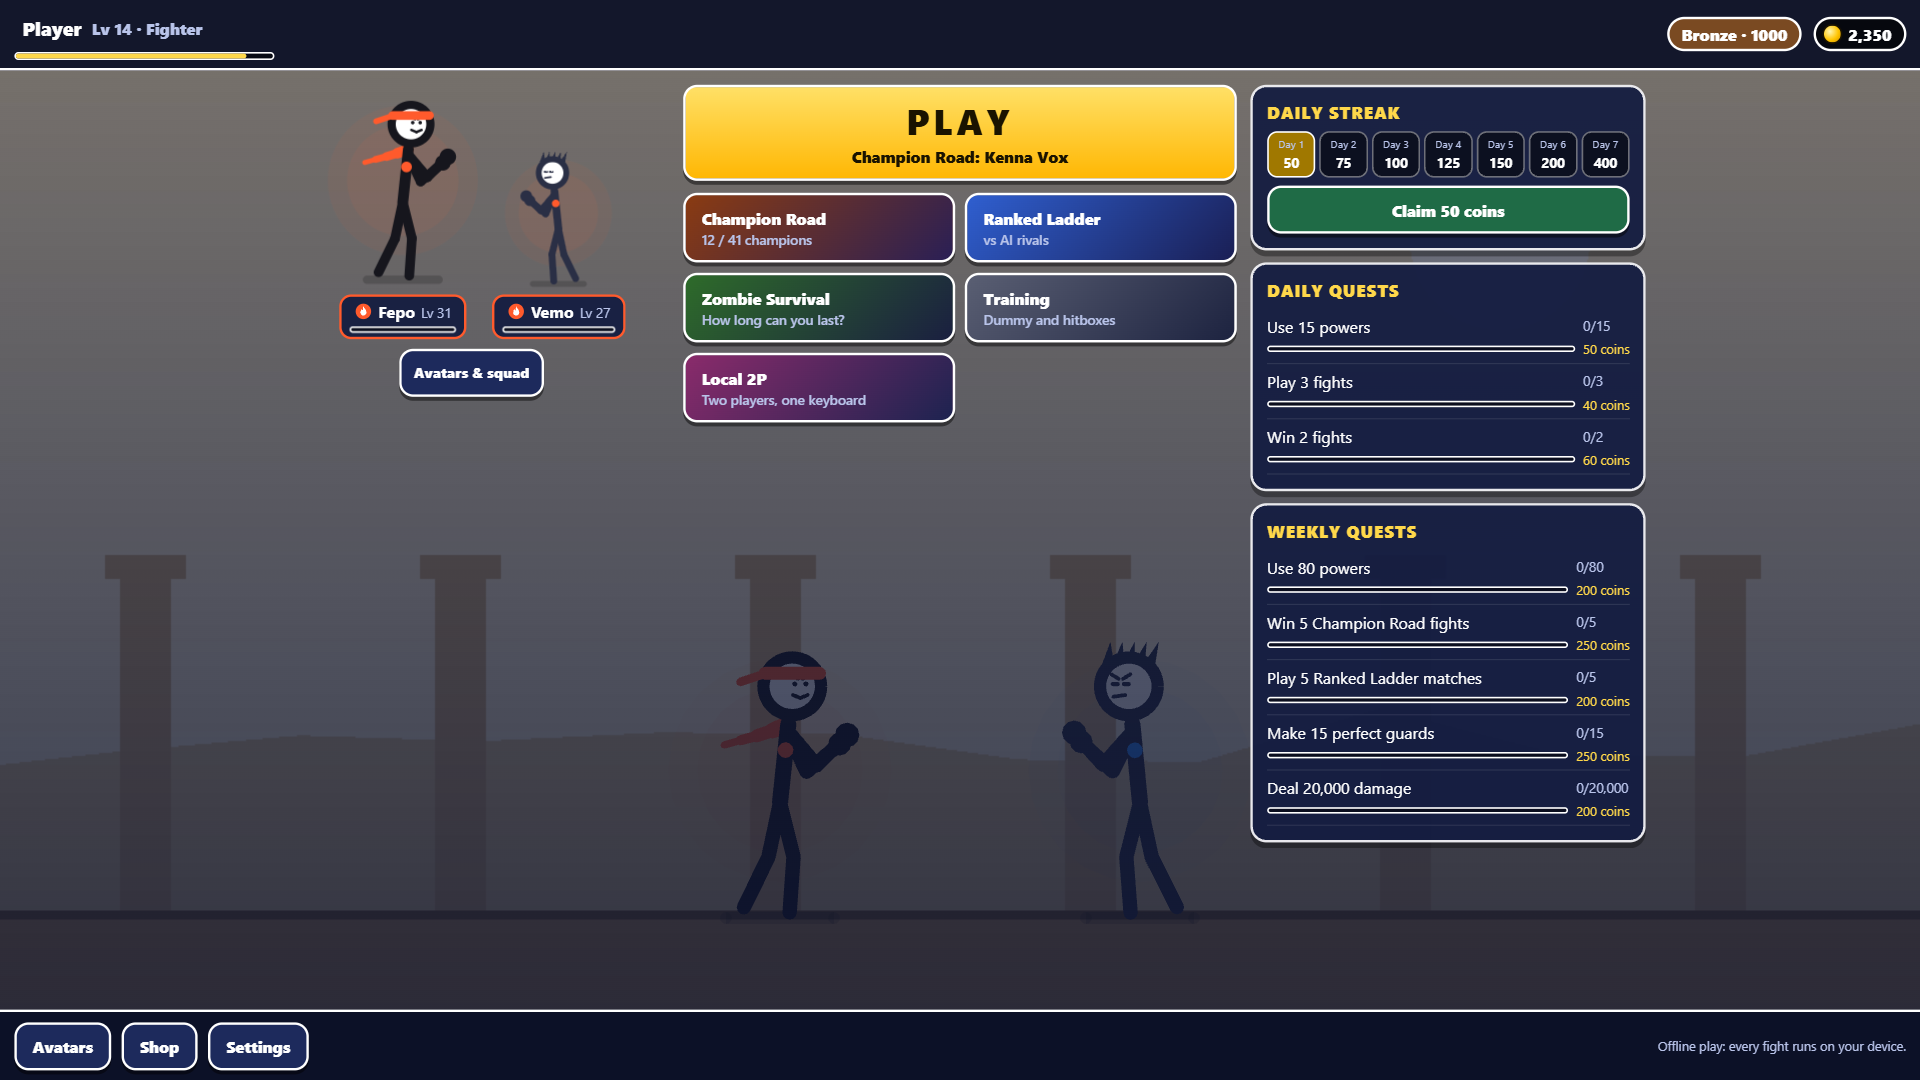 Player Lv 14 · Fighter
Bronze · 1000
2,350
Fepo Lv 31
Vemo Lv 27
Avatars & squad
PLAY
Champion Road: Kenna Vox
Champion Road
12 / 41 champions
Ranked Ladder
vs AI rivals
Zombie Survival
How long can you last?
Training
Dummy and hitboxes
Local 2P
Two players, one keyboard
DAILY STREAK
Day 1 Day 2 Day 3 Day 4 Day 5 Day 6 Day 7
50 75 100 125 150 200 400
Claim 50 coins
DAILY QUESTS
Use 15 powers 0/15
50 coins
Play 3 fights 0/3
40 coins
Win 2 fights 0/2
60 coins
WEEKLY QUESTS
Use 80 powers 0/80
200 coins
Win 5 Champion Road fights 0/5
250 coins
Play 5 Ranked Ladder matches 0/5
200 coins
Make 15 perfect guards 0/15
250 coins
Deal 20,000 damage 0/20,000
200 coins
Avatars Shop Settings
Offline play: every fight runs on your device.